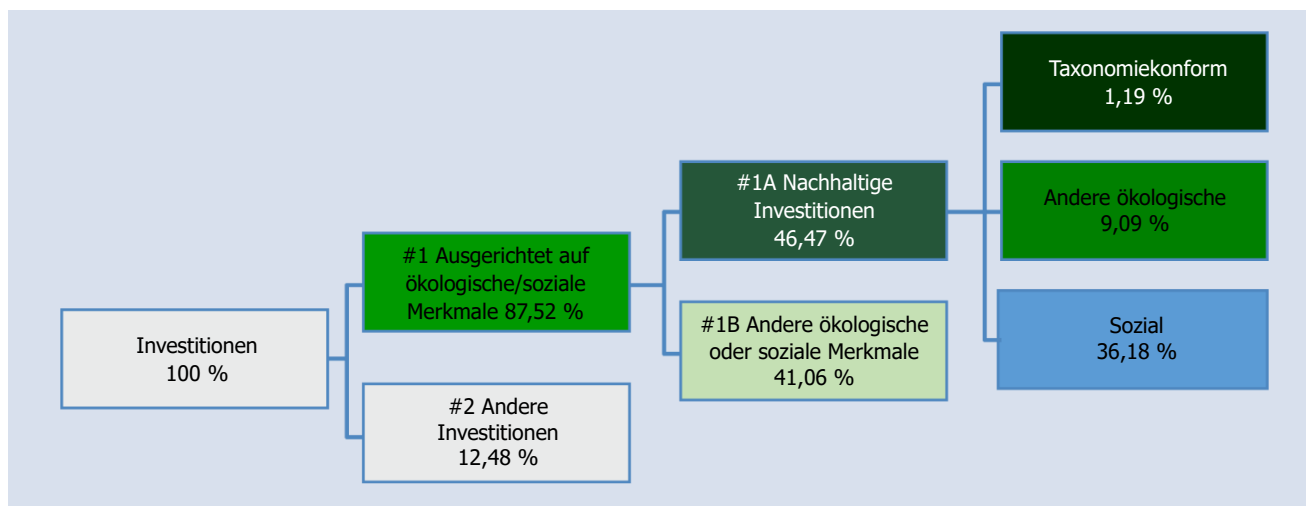 Investitionen
100 %
#1 Ausgerichtet auf
ökologische/soziale
Merkmale 87,52 %
#2 Andere
Investitionen
12,48 %
#1A Nachhaltige
Investitionen
46,47 %
#1B Andere ökologische
oder soziale Merkmale
41,06 %
Taxonomiekonform
1,19 %
Andere ökologische
9,09 %
Sozial
36,18 %